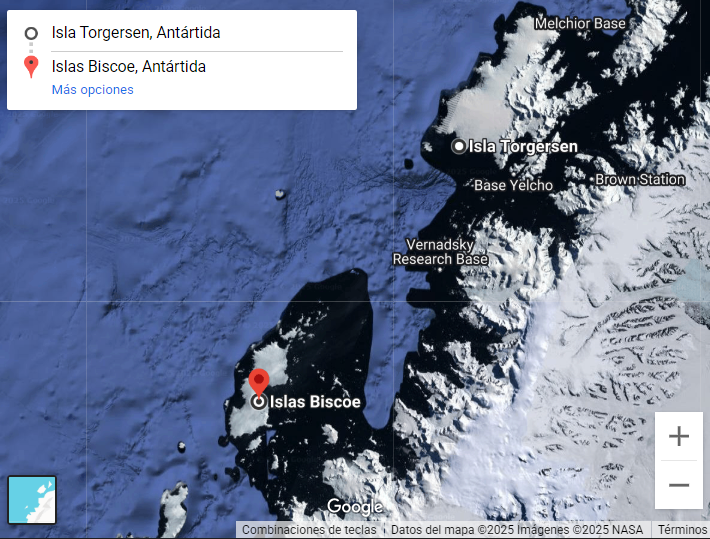 Isla Torgersen, Antártida
Islas Biscoe, Antártida
Más opciones
Melchior Base
Isla Torgersen
Base Yelcho
Brown Station
Vernadsky
Research Base
Islas Biscoe
Google
Combinaciones de teclas
Datos del mapa ©2025 Imágenes ©2025 NASA
Términos